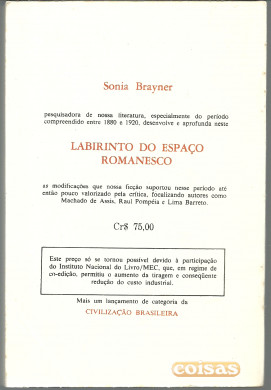 Sonia Brayner
pesquisadora de nossa literatura, especialmente do período
compreendido entre 1880 e 1920, desenvolve e aprofunda neste
LABIRINTO DO ESPAÇO
ROMANESCO
as modificações que nossa ficção suportou nesse período até
então pouco valorizado pela crítica, focalizando autores como
Machado de Assis, Raul Pompéia e Lima Barreto.
Cr$ 75,00
Este preço só se tornou possível devido à participação
do Instituto Nacional do Livro/MEC, que, em regime de
co-edição, permitiu o aumento da tiragem e conseqüente
redução do custo industrial.
Mais um lançamento de categoria da
CIVILIZAÇÃO BRASILEIRA
coisas